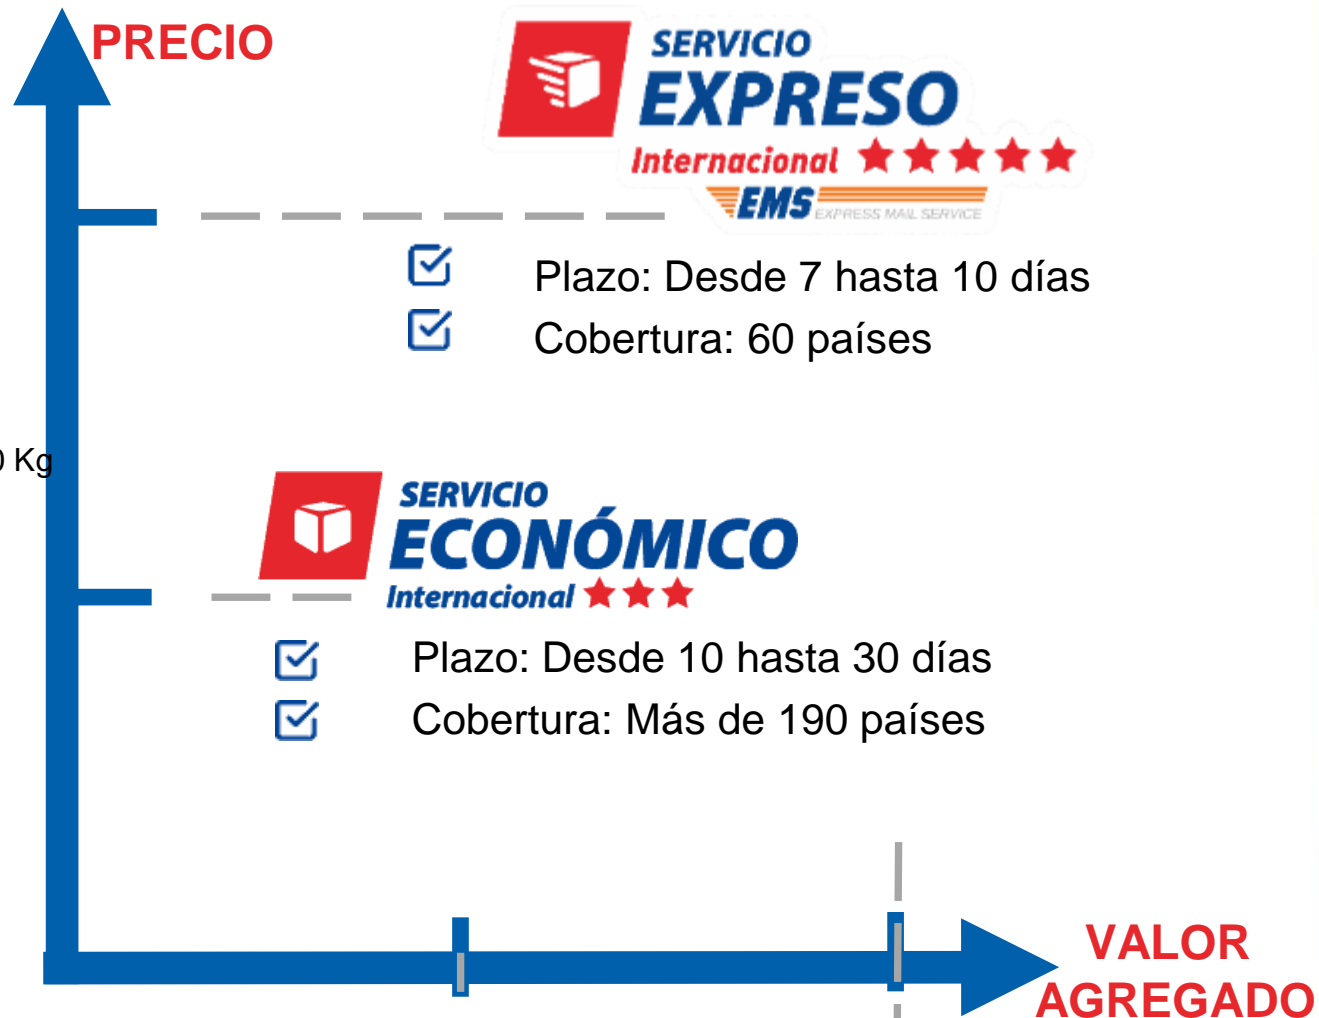 PRECIO
SERVICIO
EXPRESO
Internacional
EMS EXPRESS MAIL SERVICE
Plazo: Desde 7 hasta 10 días
Cobertura: 60 países
Kg
SERVICIO
ECONÓMICO
Internacional
Plazo: Desde 10 hasta 30 días
Cobertura: Más de 190 países
VALOR
AGREGADO